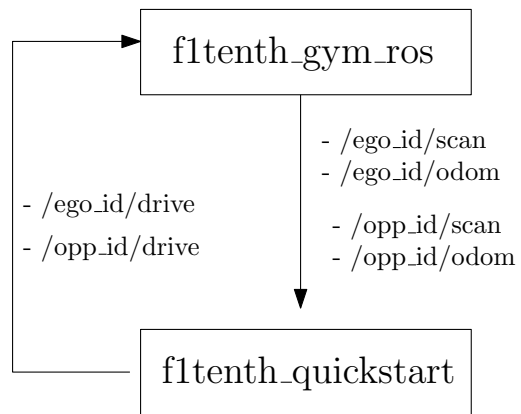 f1tenth_gym_ros
- /ego_id/scan
- /ego_id/odom
- /ego_id/drive
- /opp_id/scan
- /opp_id/drive
- /opp_id/odom
f1tenth_quickstart